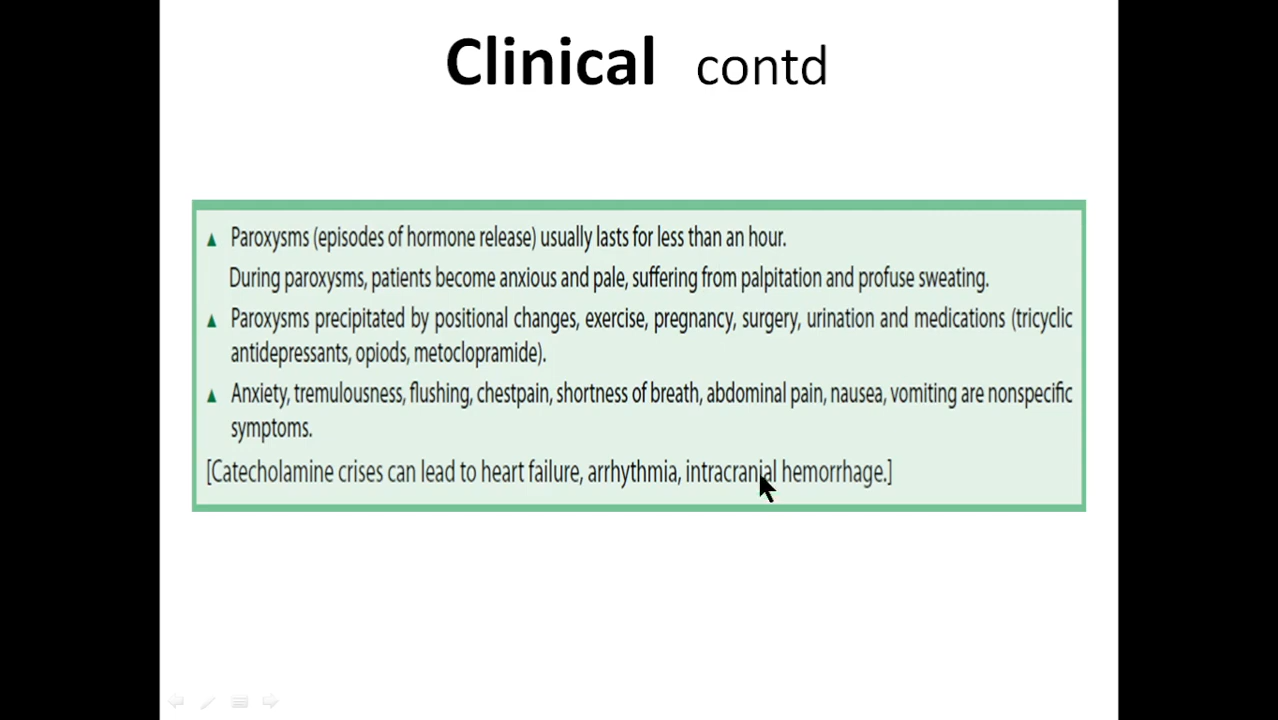 Clinical contd
Paroxysms (episodes of hormone release) usually lasts for less than an hour.
During paroxysms, patients become anxious and pale, suffering from palpitation and profuse sweating.
Paroxysms precipitated by positional changes, exercise, pregnancy, surgery, urination and medications (tricyclic
antidepressants, opiods, metoclopramide).
Anxiety, tremulousness, flushing, chestpain, shortness of breath, abdominal pain, nausea, vomiting are nonspecific
symptoms.
[Catecholamine crises can lead to heart failure, arrhythmia, intracranial hemorrhage.]